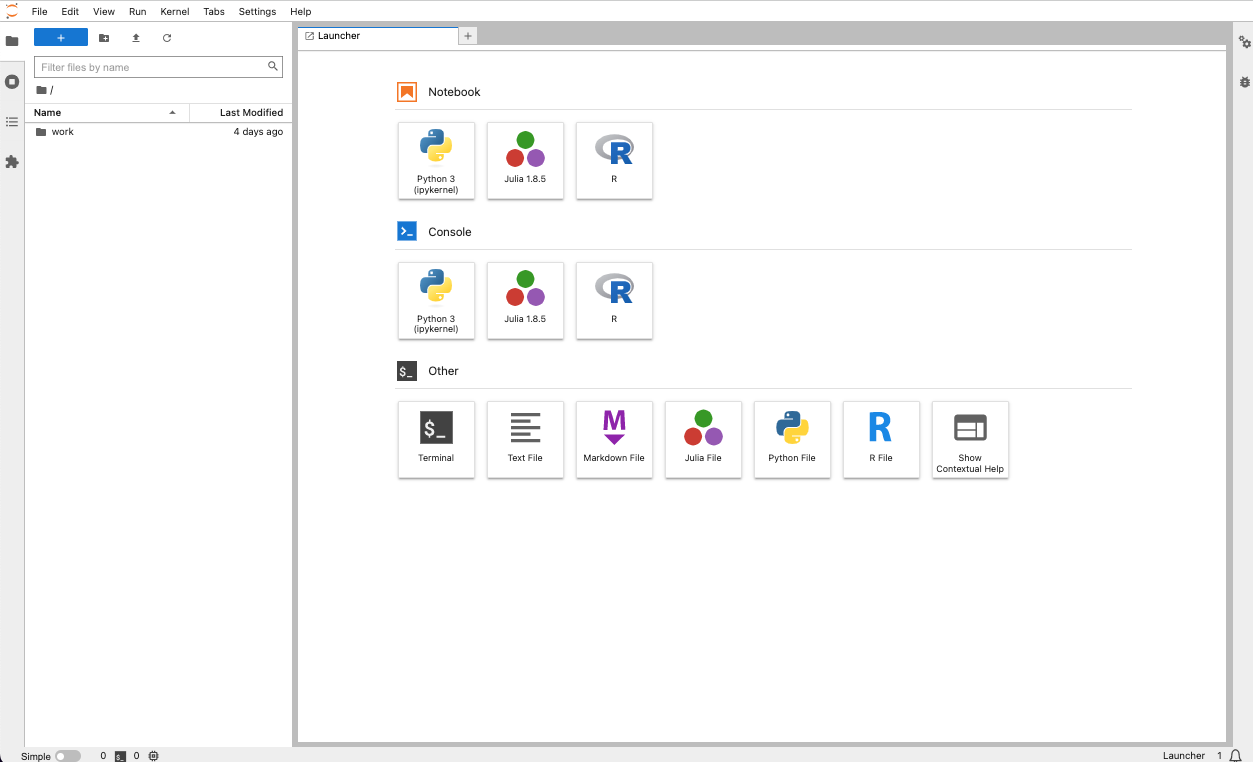 File Edit View Run Kernel Tabs Settings Help
Launcher
Filter files by name
/
Name Last Modified
work 4 days ago
Notebook
Python 3
(ipykernel)
Julia 1.8.5
R
Console
Python 3
(ipykernel)
Julia 1.8.5
R
$_ Other
$_
Terminal
Text File
M
Markdown File
Julia File
Python File
R
R File
Show
Contextual Help
Simple 0 $_ 0 Launcher 1